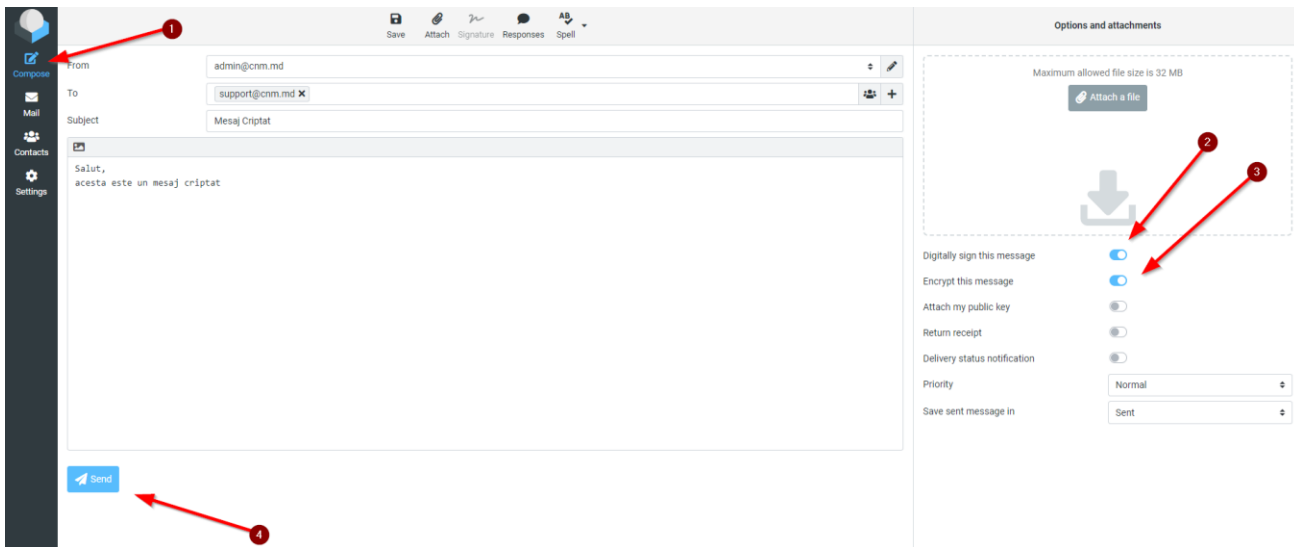 1
Save Attach Signature Responses Spell
Options and attachments
Compose
Mail
Contacts
Settings
From admin@cnm.md
To support@cnm.md
Subject Mesaj Criptat
Salut,
acesta este un mesaj criptat
Send
4
Maximum allowed file size is 32 MB
Attach a file
2
3
Digitally sign this message
Encrypt this message
Attach my public key
Return receipt
Delivery status notification
Priority Normal
Save sent message in Sent